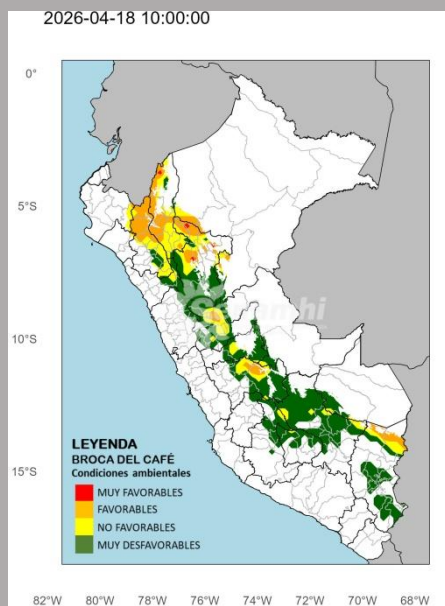 2026-04-18 10:00:00
0°
5°S
10°S
15°S
Senamhi
LEYENDA
BROCA DEL CAFÉ
Condiciones ambientales
MUY FAVORABLES
FAVORABLES
NO FAVORABLES
MUY DESFAVORABLES
82°W 80°W 78°W 76°W 74°W 72°W 70°W 68°W